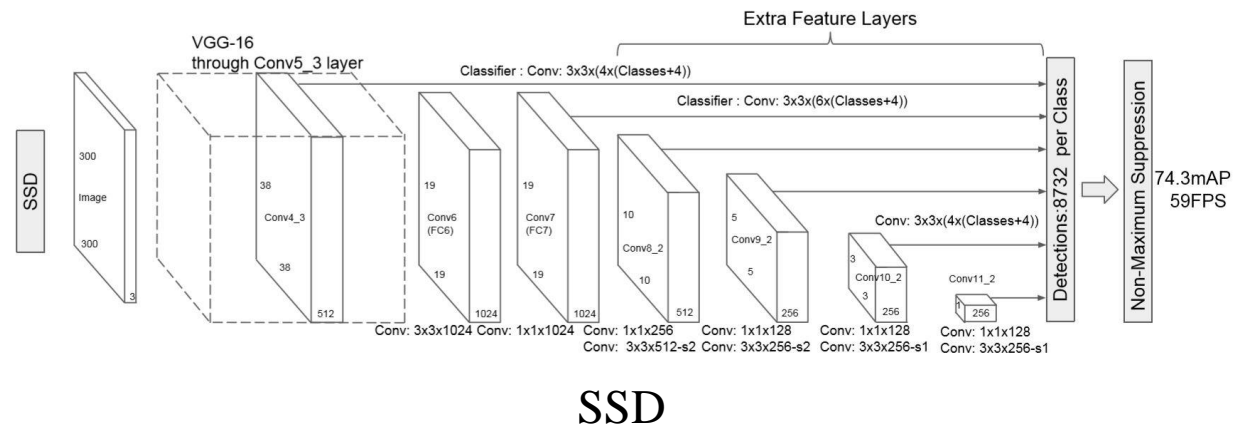 Extra Feature Layers
VGG-16
through Conv5_3 layer
Classifier : Conv: 3x3x(4x(Classes+4))
Classifier : Conv: 3x3x(6x(Classes+4))
SSD
300
Image
300
3
38
Conv4_3
38
512
19
Conv6
(FC6)
19
1024
19
Conv7
(FC7)
19
1024
10
Conv8_2
10
512
5
Conv9_2
5
256
Conv: 3x3x(4x(Classes+4))
3
Conv10_2
3
256
Conv11_2
1
256
Conv: 3x3x1024
Conv: 1x1x1024
Conv: 1x1x256
Conv: 3x3x512-s2
Conv: 1x1x128
Conv: 3x3x256-s2
Conv: 1x1x128
Conv: 3x3x256-s1
Conv: 1x1x128
Conv: 3x3x256-s1
Detections:8732 per Class
Non-Maximum Suppression
74.3mAP
59FPS
SSD